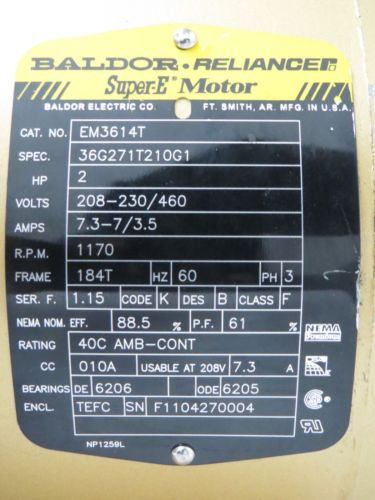 BALDOR • RELIANCER
Super-E® Motor
BALDOR ELECTRIC CO. FT. SMITH, AR. MFG. IN U.S.A.
CAT. NO. EM3614T
SPEC. 36G271T210G1
HP 2
VOLTS 208-230/460
AMPS 7.3-7/3.5
R.P.M. 1170
FRAME 184T HZ 60 PH 3
SER. F. 1.15 CODE K DES B CLASS F
NEMA NOM. EFF. 88.5 % P.F. 61 %
NEMA
Premium
RATING 40C AMB-CONT
CC 010A USABLE AT 208V 7.3 A
BEARINGS DE 6206 ODE 6205
ENCL. TEFC SN F1104270004
NP1259L